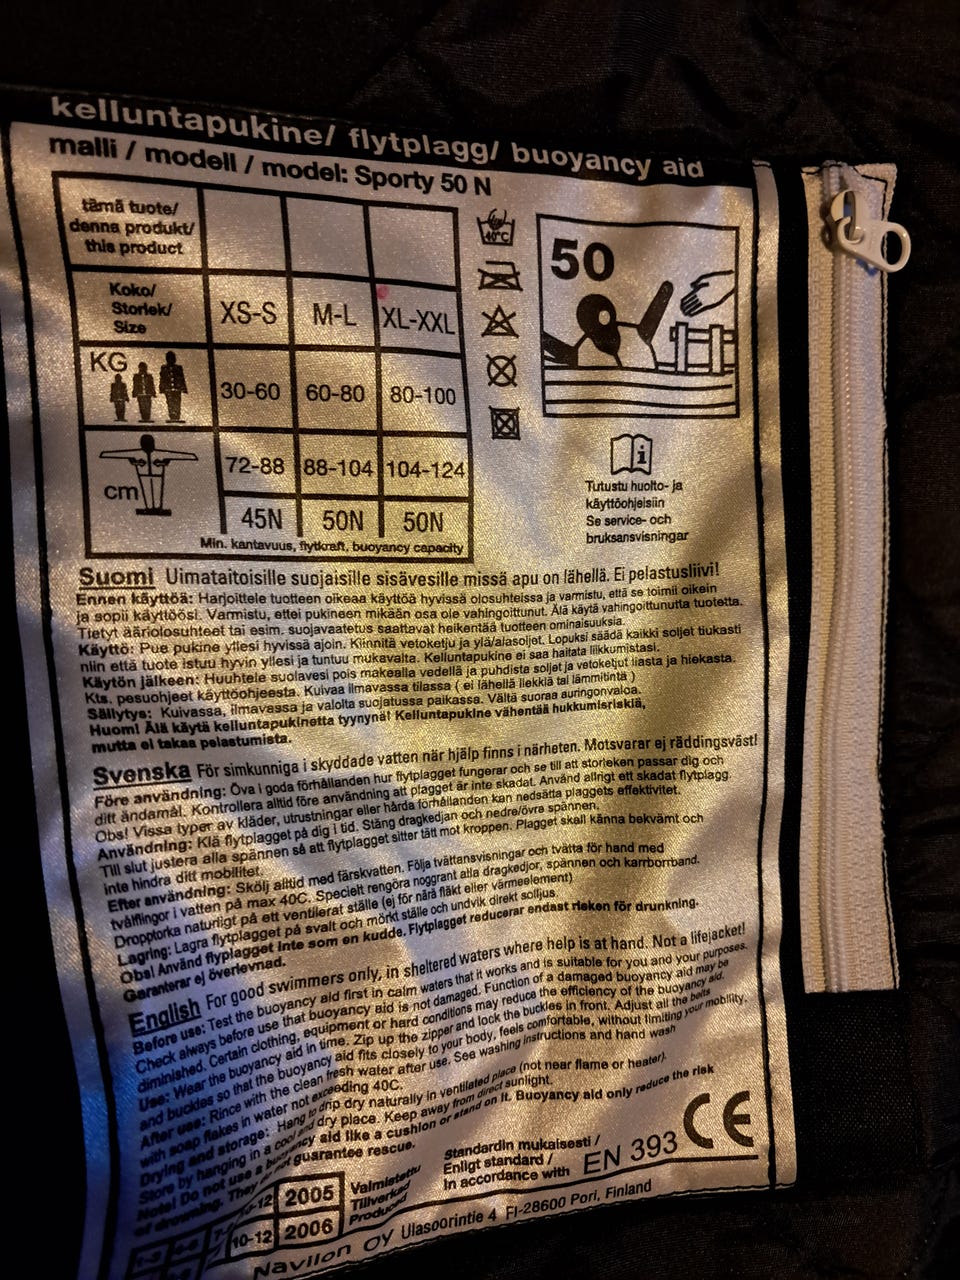 kelluntapukine/ flytplagg/ buoyancy aid
malli / modell / model: Sporty 50 N
tämä tuote/
denna produkt/
this product
Koko/
Storlek/
Size
XS-S M-L XL-XXL
KG
30-60 60-80 80-100
cm
72-88 88-104 104-124
45N 50N 50N
Min. kantavuus, flytkraft, buoyancy capacity
40°C
50
i
Tutustu huolto- ja
käyttöohjeisiin
Se service- och
bruksansvisningar
Suomi Uimataitoisille suojaisille sisävesille missä apu on lähellä. Ei pelastusliivi!
Ennen käyttöä: Harjoittele tuotteen oikeaa käyttöä hyvissä olosuhteissa ja varmistu, että se toimii oikein
ja sopii käyttöösi. Varmistu, ettei pukineen mikään osa ole vahingoittunut. Älä käytä vahingoittunutta tuotetta.
Tietyt ääriolosuhteet tai esim. suojavaatetus saattavat heikentää tuotteen ominaisuuksia.
Käyttö: Pue pukine yllesi hyvissä ajoin. Kiinnitä vetoketju ja ylä/alasoljet. Lopuksi säädä kaikki soljet tiukasti
niin että tuote istuu hyvin yllesi ja tuntuu mukavalta. Kelluntapukine ei saa haitata liikkumistasi.
Käytön jälkeen: Huuhtele suolavesi pois makealla vedellä ja puhdista soljet ja vetoketjut liasta ja hiekasta.
Kts. pesuohjeet käyttöohjeesta. Kuivaa ilmavassa tilassa ( ei lähellä liekkiä tai lämmitintä )
Säilytys: Kuivassa, ilmavassa ja valolta suojatussa paikassa. Vältä suoraa auringonvaloa.
Huom! Älä käytä kelluntapukinetta tyynynä! Kelluntapukine vähentää hukkumisriskiä,
mutta ei takaa pelastumista.
Svenska För simkunniga i skyddade vatten när hjälp finns i närheten. Motsvarar ej räddingsväst!
Före användning: Öva i goda förhållanden hur flytplagget fungerar och se till att storleken passar dig och
ditt ändamål. Kontrollera alltid före användning att plagget är inte skadat. Använd allrigt ett skadat flytplagg.
Obs! Vissa typer av kläder, utrustningar eller hårda förhållanden kan nedsätta plaggets effektivitet.
Användning: Klä flytplagget på dig i tid. Stäng dragkedjan och nedre/övre spännen.
Till slut justera alla spännen så att flytplagget sitter tätt mot kroppen. Plagget skall känna bekvämt och
inte hindra ditt mobilitet.
Efter användning: Skölj alltid med färskvatten. Följa tvättansvisningar och tvätta för hand med
tvålflingor i vatten på max 40C. Specielt rengöra noggrant alla dragkedjor, spännen och karrborrband.
Dropptorka naturligt på ett ventilerat ställe (ej för nära fläkt eller värmeelement)
Lagring: Lagra flytplagget på svalt och mörkt ställe och undvik direkt solljus.
Obs! Använd flyplagget inte som en kudde. Flytplagget reducerar endast risken för drunkning.
Garanterar ej överlevnad.
English For good swimmers only, in sheltered waters where help is at hand. Not a lifejacket!
Before use: Test the buoyancy aid first in calm waters that it works and is suitable for you and your purposes.
Check always before use that buoyancy aid is not damaged. Function of a damaged buoyancy aid may be
diminished. Certain clothing, equipment or hard conditions may reduce the efficiency of the buoyancy aid.
Use: Wear the buoyancy aid in time. Zip up the zipper and lock the buckles in front. Adjust all the belts
and buckles so that the buoyancy aid fits closely to your body, feels comfortable, without limiting your mobility.
After use: Rince with the clean fresh water after use. See washing instructions and hand wash
with soap flakes in water not exceeding 40C.
Drying and storage: Hang to drip dry naturally in ventilated place (not near flame or heater).
Store by hanging in a cool and dry place. Keep away from direct sunlight.
Note! Do not use a buoyancy aid like a cushion or stand on it. Buoyancy aid only reduce the risk
of drowning. They do not guarantee rescue.
10-12 2005
10-12 2006
Valmistettu
Tillverkad
Produced
Standardin mukaisesti /
Enligt standard /
In accordance with EN 393
CE
Navilon OY Ulasoorintie 4 FI-28600 Pori, Finland